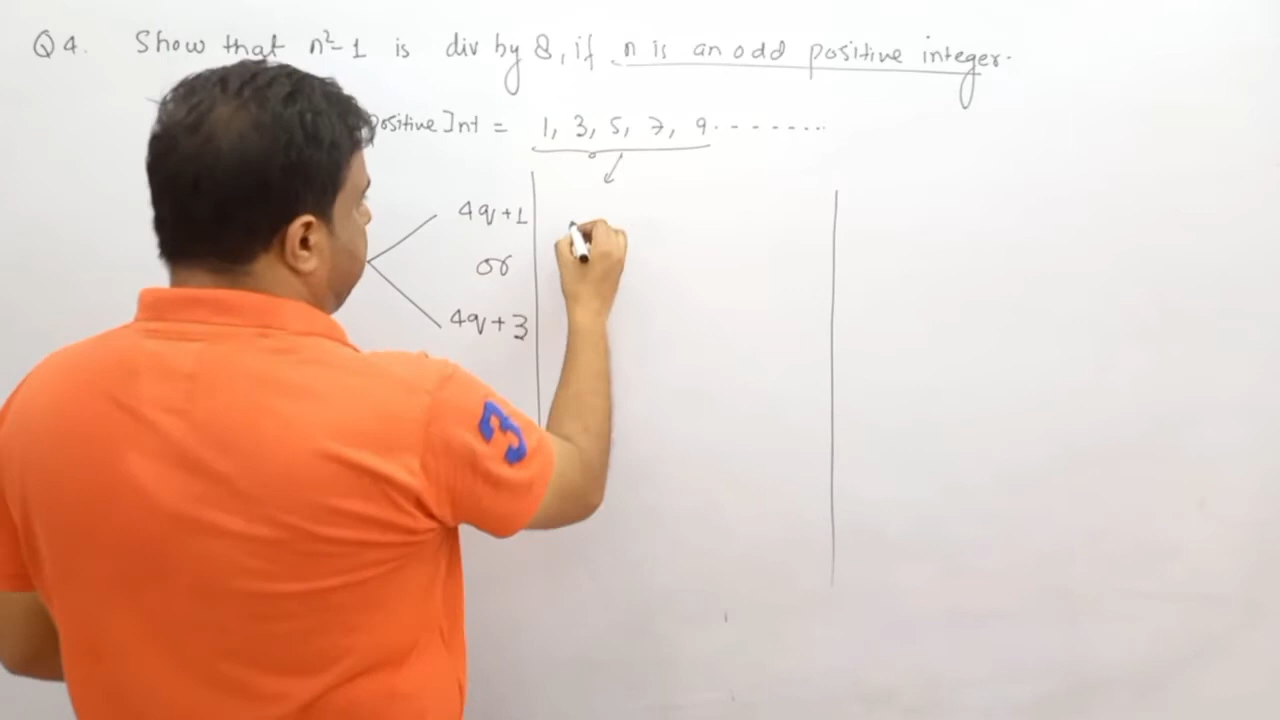 Q4. Show that n²-1 is div by 8, if n is an odd positive integer.
positive Int = 1, 3, 5, 7, 9.......
4q+1
or
4q+3
3